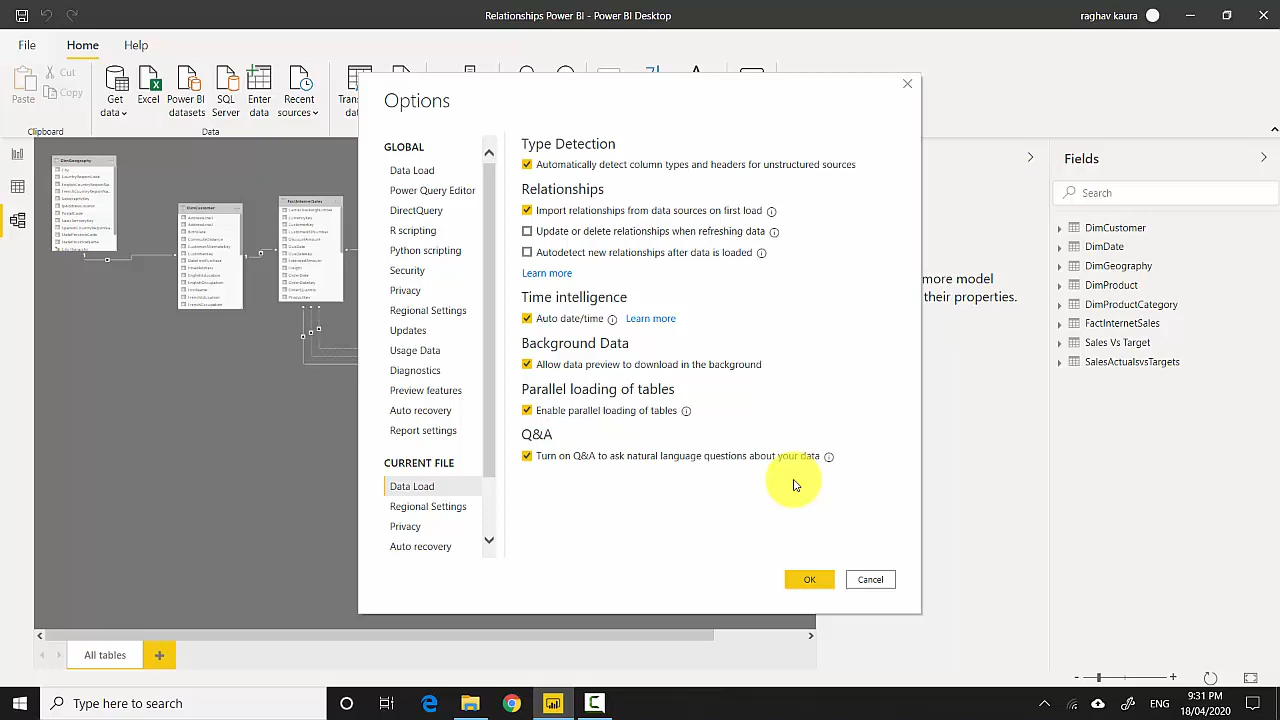 Relationships Power BI - Power BI Desktop
raghav kaura
File
Home
Help
Paste
Cut
Copy
Clipboard
Get data
Excel
Power BI datasets
SQL Server
Enter data
Recent sources
Data
Options
GLOBAL
Data Load
Power Query Editor
DirectQuery
R scripting
Python scripting
Security
Privacy
Regional Settings
Updates
Usage Data
Diagnostics
Preview features
Auto recovery
Report settings
CURRENT FILE
Data Load
Regional Settings
Privacy
Auto recovery
Type Detection
Automatically detect column types and headers for unstructured sources
Relationships
Import relationships from data sources on first load
Update or delete relationships when refreshing data
Autodetect new relationships after data is loaded
Learn more
Time intelligence
Auto date/time
Learn more
Background Data
Allow data preview to download in the background
Parallel loading of tables
Enable parallel loading of tables
Q&A
Turn on Q&A to ask natural language questions about your data
OK
Cancel
more model
their properties.
Fields
Search
DimCustomer
DimDate
DimGeography
DimProduct
DimProductCategory
FactInternetSales
Sales Vs Target
SalesActualsvsTargets
DimGeography
DimCustomer
FactInternetSales
All tables
Type here to search
ENG
9:31 PM
18/04/2020